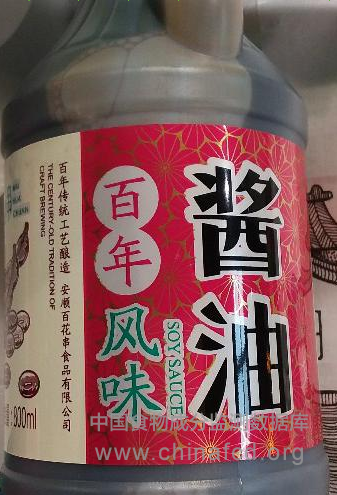 酱油
百年
风味
SOY SAUCE
百年传统工艺酿造 安顺百花串食品有限公司
THE CENTURY-OLD TRADITION OF
CRAFT BREWING
800ml
中国食物成分监测数据库
www.chinafcd.org